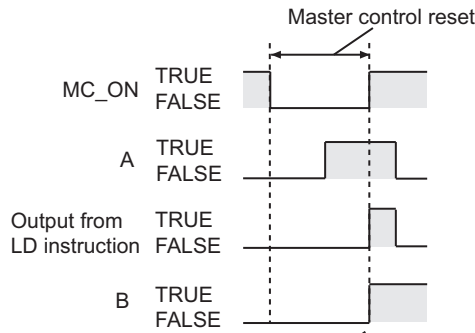 Master control reset
MC_ON
TRUE
FALSE
A
TRUE
FALSE
Output from
LD instruction
TRUE
FALSE
B
TRUE
FALSE